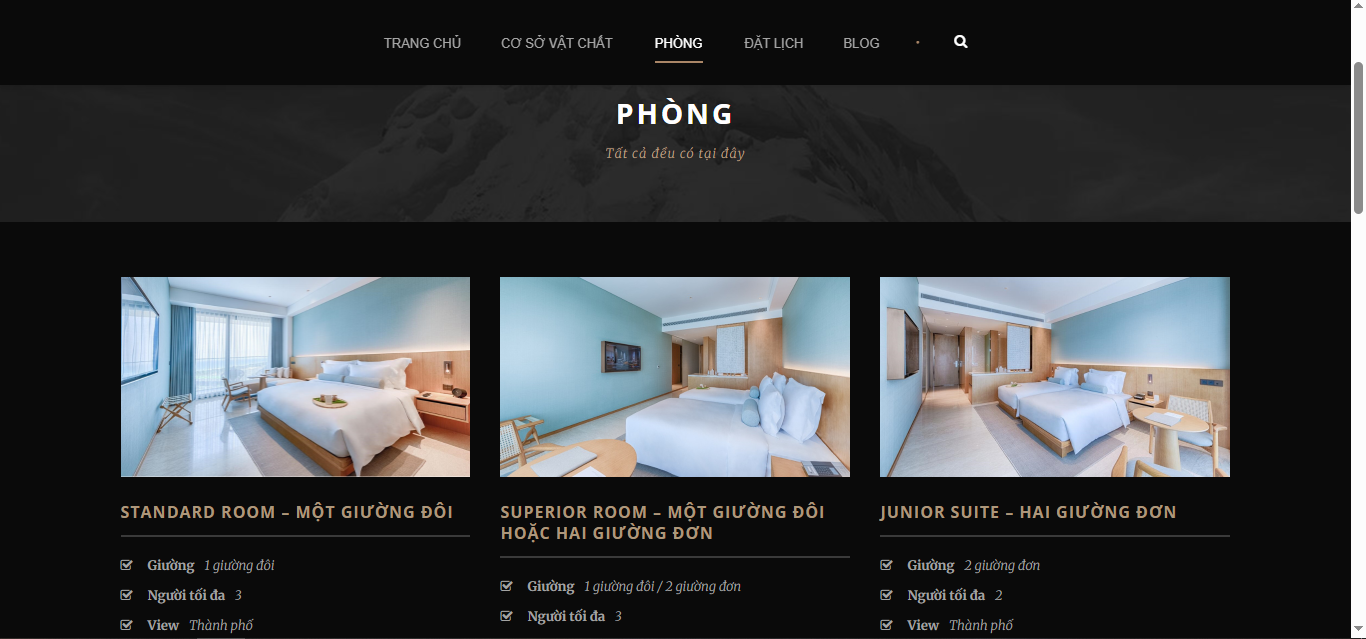 TRANG CHỦ CƠ SỞ VẬT CHẤT PHÒNG ĐẶT LỊCH BLOG
PHÒNG
Tất cả đều có tại đây
STANDARD ROOM – MỘT GIƯỜNG ĐÔI
Giường 1 giường đôi
Người tối đa 3
View Thành phố
SUPERIOR ROOM – MỘT GIƯỜNG ĐÔI
HOẶC HAI GIƯỜNG ĐƠN
Giường 1 giường đôi / 2 giường đơn
Người tối đa 3
JUNIOR SUITE – HAI GIƯỜNG ĐƠN
Giường 2 giường đơn
Người tối đa 2
View Thành phố